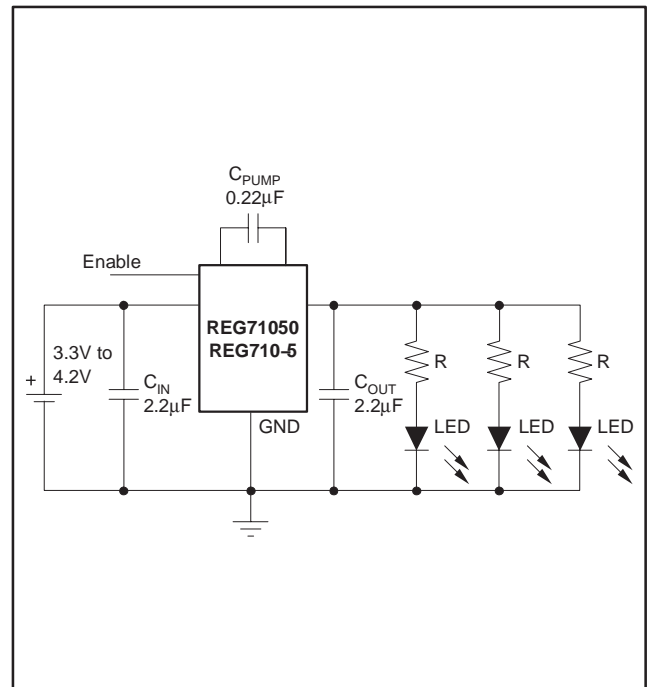 C_PUMP
0.22μF
Enable
REG71050
REG710-5
3.3V to
4.2V
+
C_IN
2.2μF
GND
C_OUT
2.2μF
R
R
R
LED
LED
LED